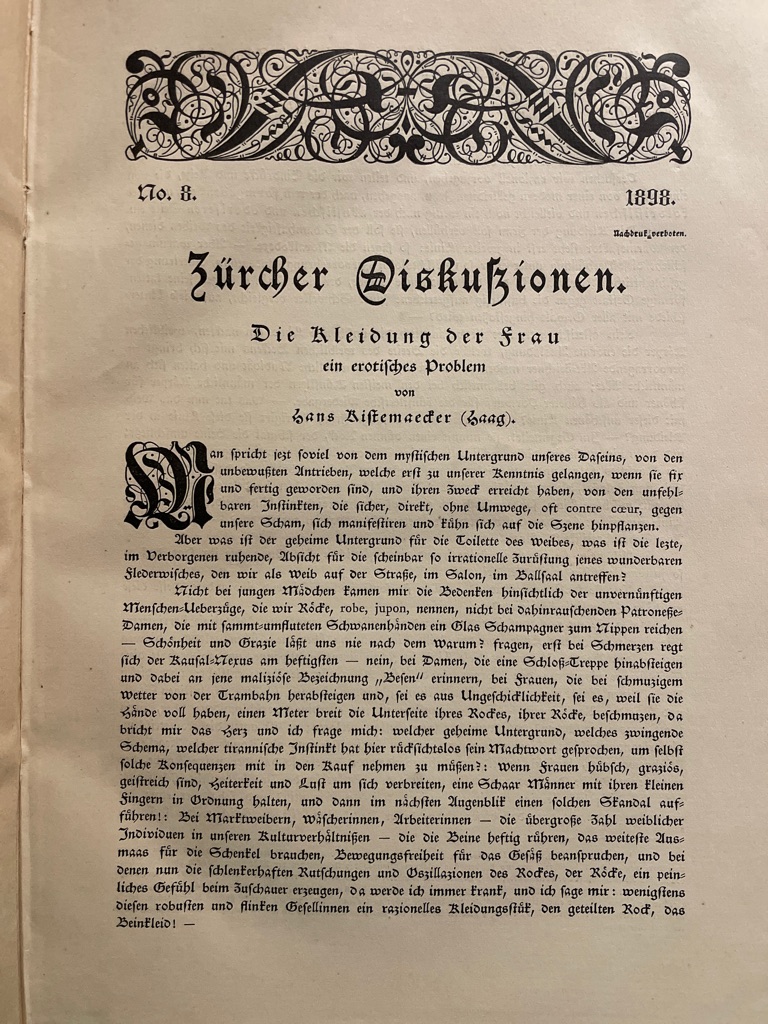 No. 8.
1898.
Nachdruk verboten.
Zürcher Diskußionen.
Die Kleidung der Frau
ein erotisches Problem
von
Hans Kistemaecker (Haag).
Man spricht jezt soviel von dem mystischen Untergrund unseres Daseins, von den
unbewußten Antrieben, welche erst zu unserer Kenntnis gelangen, wenn sie fix
und fertig geworden sind, und ihren Zweck erreicht haben, von den unfehl-
baren Instinkten, die sicher, direkt, ohne Umwege, oft contre cœur, gegen
unsere Scham, sich manifestiren und kühn sich auf die Szene hinpflanzen.
Aber was ist der geheime Untergrund für die Toilette des Weibes, was ist die lezte,
im Verborgenen ruhende, Absicht für die scheinbar so irrationelle Zurüstung jenes wunderbaren
Flederwisches, den wir als Weib auf der Straße, im Salon, im Ballsaal antreffen?
Nicht bei jungen Mädchen kamen mir die Bedenken hinsichtlich der unvernünftigen
Menschen-Ueberzüge, die wir Röcke, robe, jupon, nennen, nicht bei dahinrauschenden Patroneße-
Damen, die mit sammt-umfluteten Schwanenhänden ein Glas Schampagner zum Nippen reichen
— Schönheit und Grazie läßt uns nie nach dem Warum? fragen, erst bei Schmerzen regt
sich der Kausal-Nexus am heftigsten — nein, bei Damen, die eine Schloß-Treppe hinabsteigen
und dabei an jene maliziöse Bezeichnung „Besen" erinnern, bei Frauen, die bei schmuzigem
Wetter von der Trambahn herabsteigen und, sei es aus Ungeschicklichkeit, sei es, weil sie die
Hände voll haben, einen Meter breit die Unterseite ihres Rockes, ihrer Röcke, beschmuzen, da
bricht mir das Herz und ich frage mich: welcher geheime Untergrund, welches zwingende
Schema, welcher tirannische Instinkt hat hier rücksichtslos sein Machtwort gesprochen, um selbst
solche Konsequenzen mit in den Kauf nehmen zu müßen?: Wenn Frauen hübsch, graziös,
geistreich sind, Heiterkeit und Lust um sich verbreiten, eine Schaar Männer mit ihren kleinen
Fingern in Ordnung halten, und dann im nächsten Augenblik einen solchen Skandal auf-
führen!: Bei Marktweibern, Wäscherinnen, Arbeiterinnen — die übergroße Zahl weiblicher
Individuen in unseren Kulturverhältnißen — die die Beine heftig rühren, das weiteste Aus-
maas für die Schenkel brauchen, Bewegungsfreiheit für das Gesäß beanspruchen, und bei
denen nun die schlenkerhaften Rutschungen und Oszillazionen des Rockes, der Röcke, ein pein-
liches Gefühl beim Zuschauer erzeugen, da werde ich immer krank, und ich sage mir: wenigstens
diesen robusten und flinken Gesellinnen ein razionelles Kleidungsstük, den geteilten Rock, das
Beinkleid! —